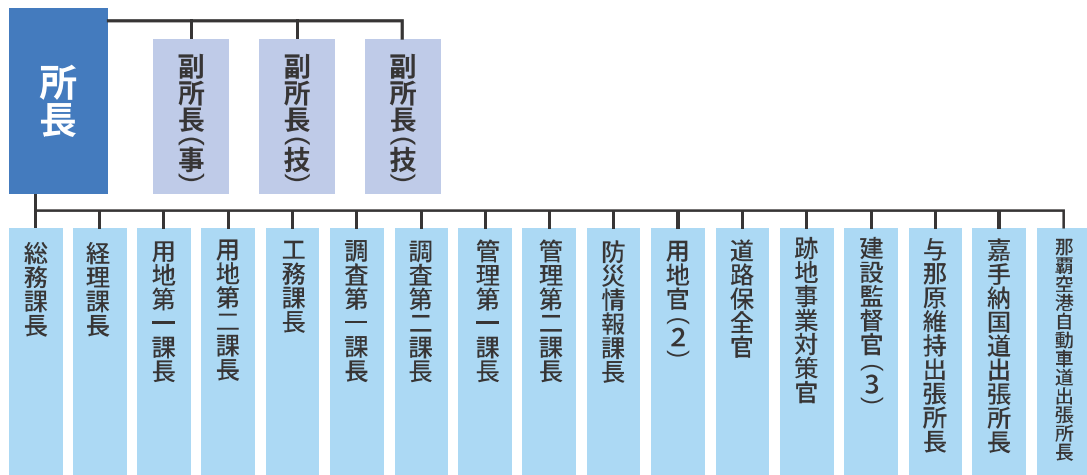 所長
副所長(事)
副所長(技)
副所長(技)
総務課長
経理課長
用地第一課長
用地第二課長
工務課長
調査第一課長
調査第二課長
管理第一課長
管理第二課長
防災情報課長
用地官(2)
道路保全官
跡地事業対策官
建設監督官(3)
与那原維持出張所長
嘉手納国道出張所長
那覇空港自動車道出張所長